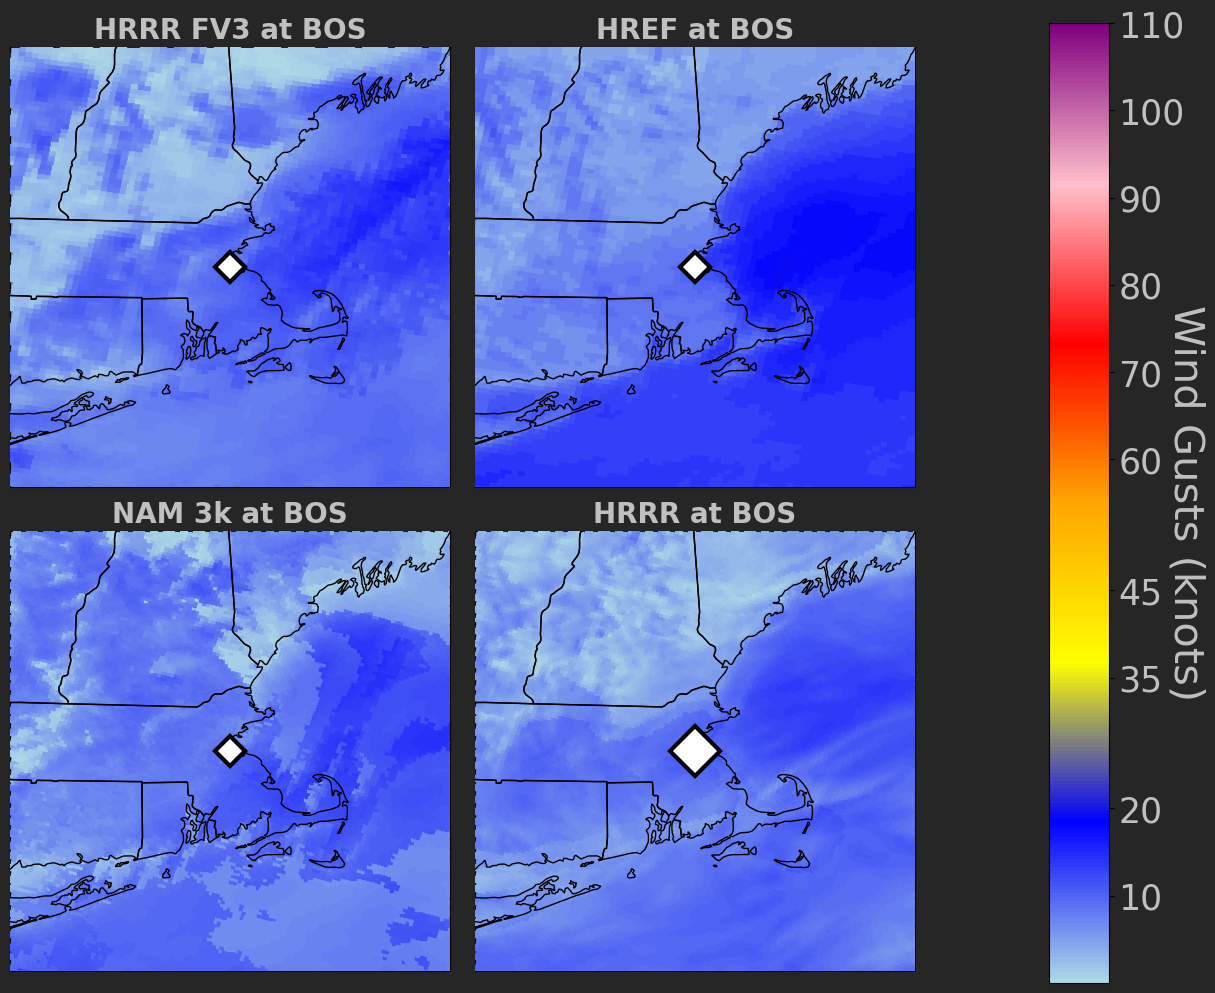 HRRR FV3 at BOS
HREF at BOS
NAM 3k at BOS
HRRR at BOS
110
100
90
80
70
60
45
35
20
10
Wind Gusts (knots)